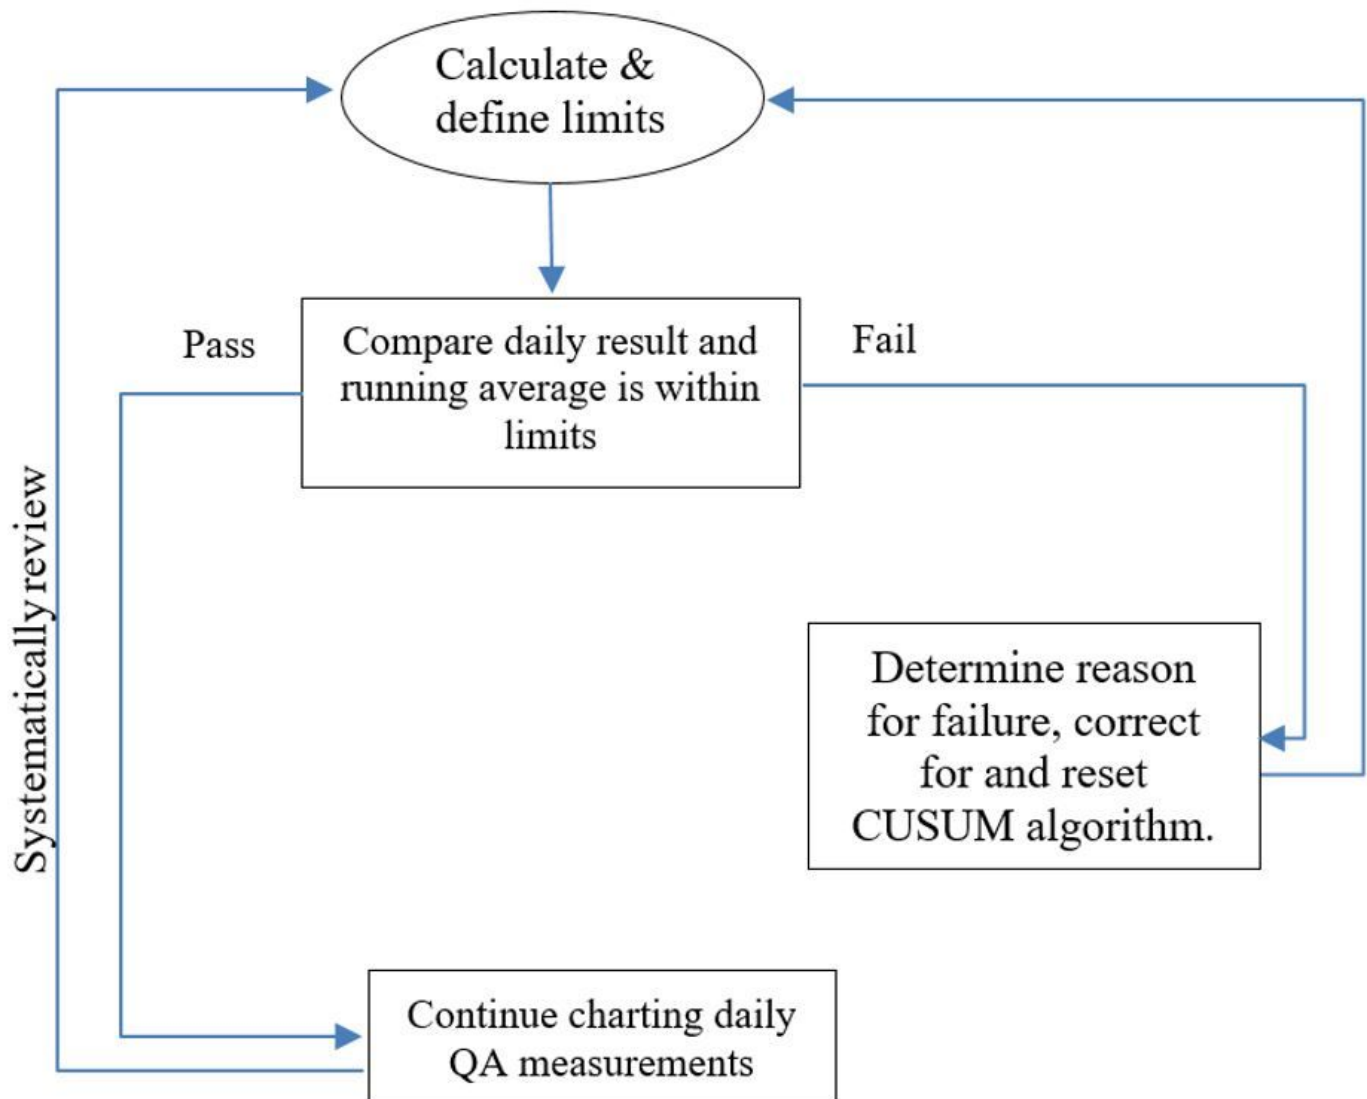 Calculate &
define limits
Pass
Compare daily result and
running average is within
limits
Fail
Systematically review
Determine reason
for failure, correct
for and reset
CUSUM algorithm.
Continue charting daily
QA measurements